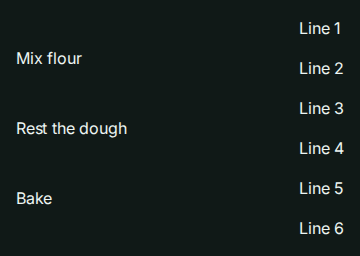 Mix flour
Rest the dough
Bake
Line 1
Line 2
Line 3
Line 4
Line 5
Line 6